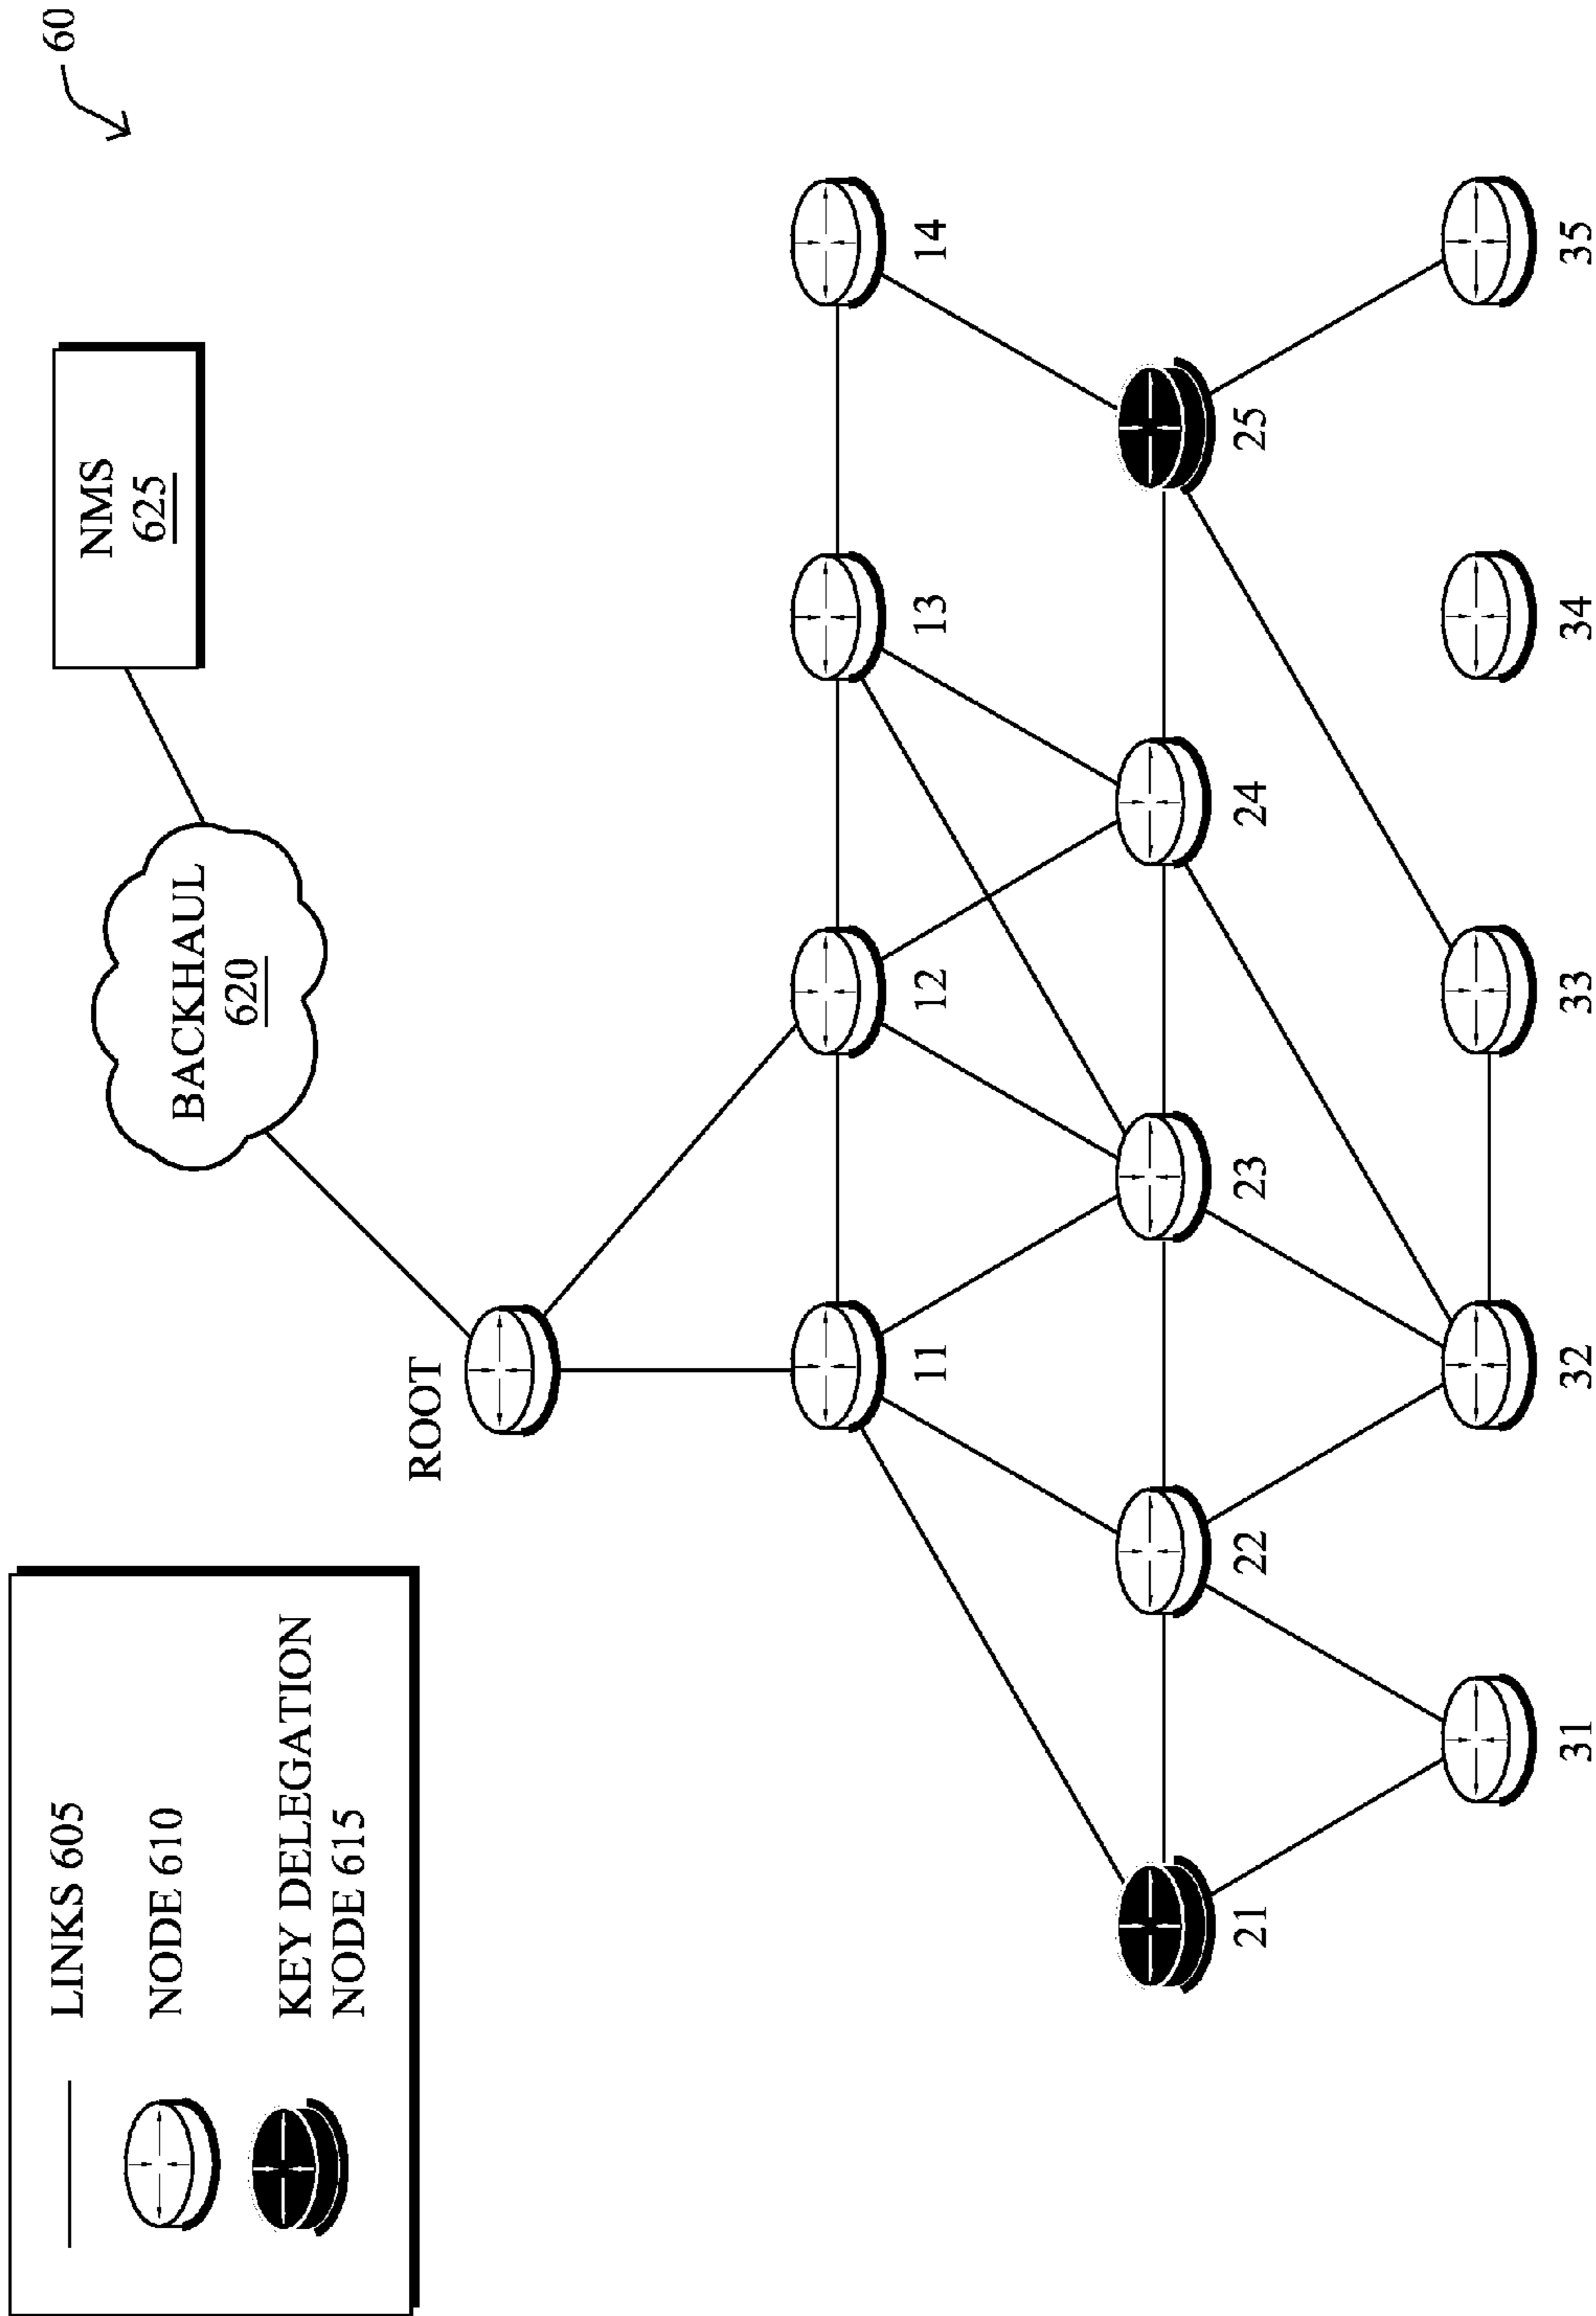 60
LINKS 605
NODE 610
KEY DELEGATION
NODE 615
NMS
625
BACKHAUL
620
ROOT
11
12
13
14
21
22
23
24
25
31
32
33
34
35